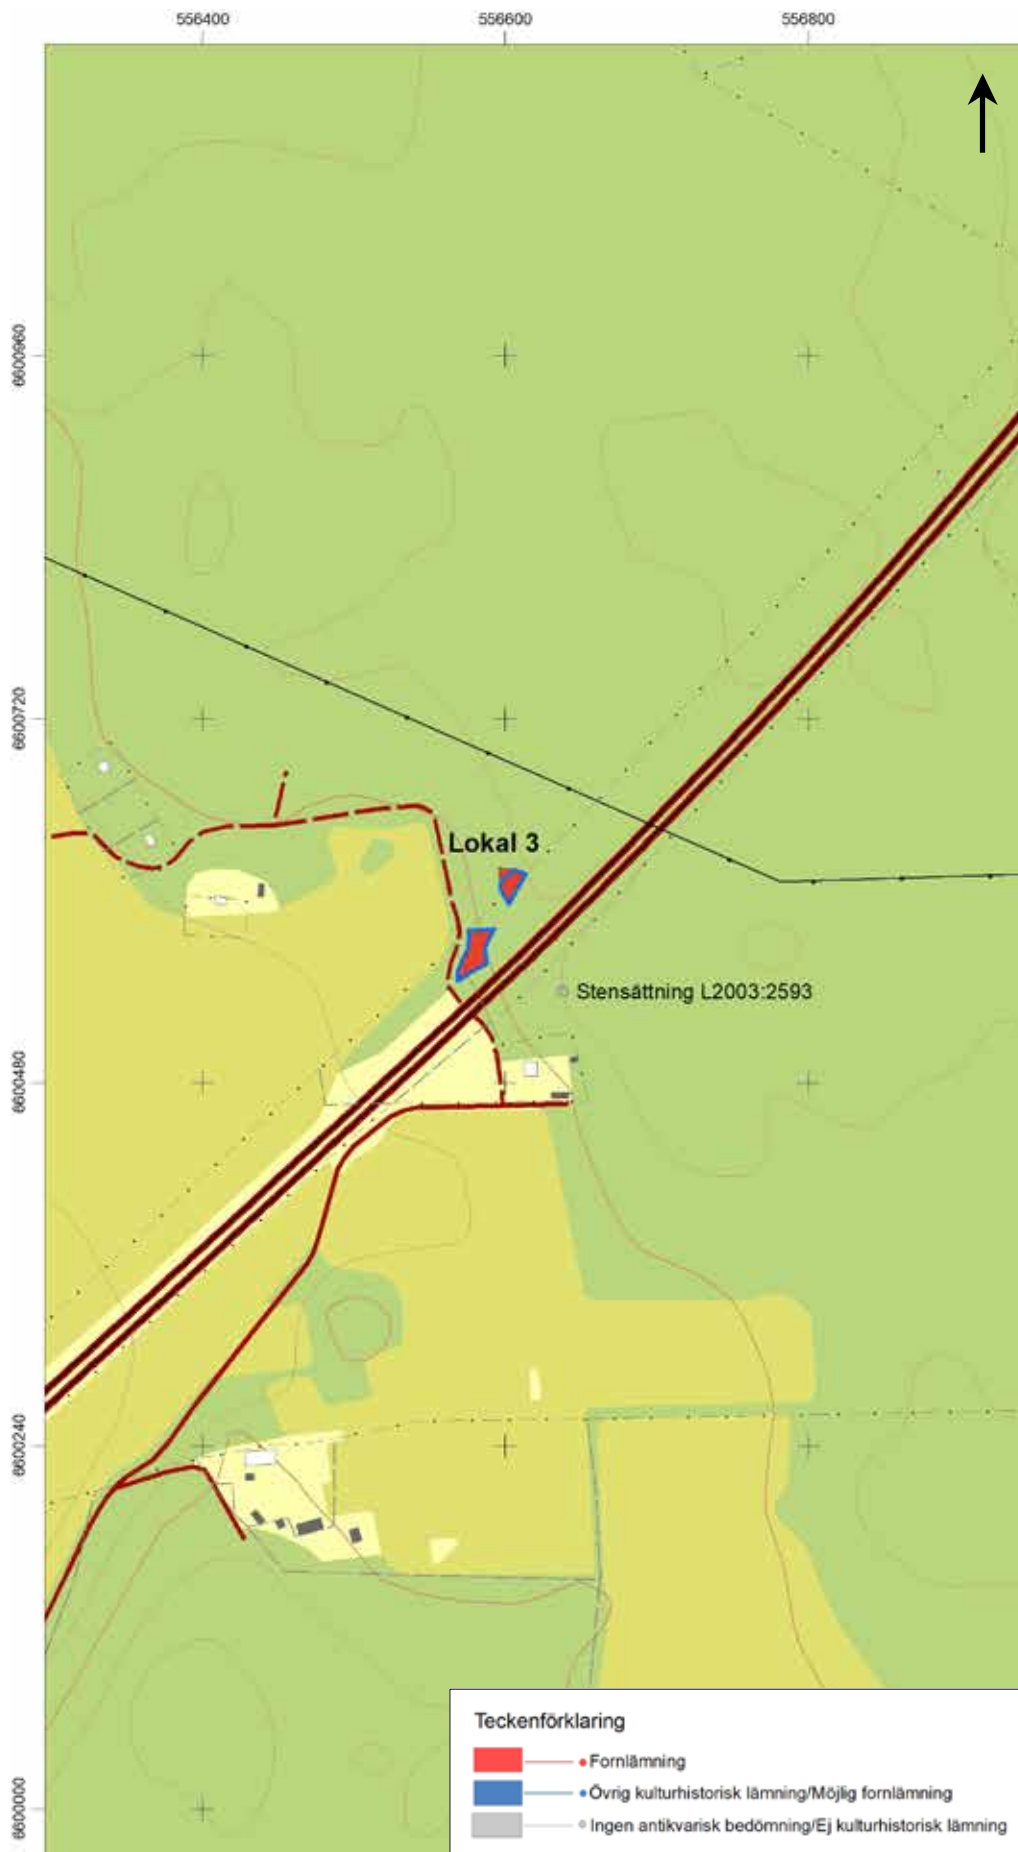 556400
556600
556800
6600960
6600720
Lokal 3
Stensättning L2003:2593
6600480
6600240
6600000
Teckenförklaring
Fornlämning
Övrig kulturhistorisk lämning/Möjlig fornlämning
Ingen antikvarisk bedömning/Ej kulturhistorisk lämning